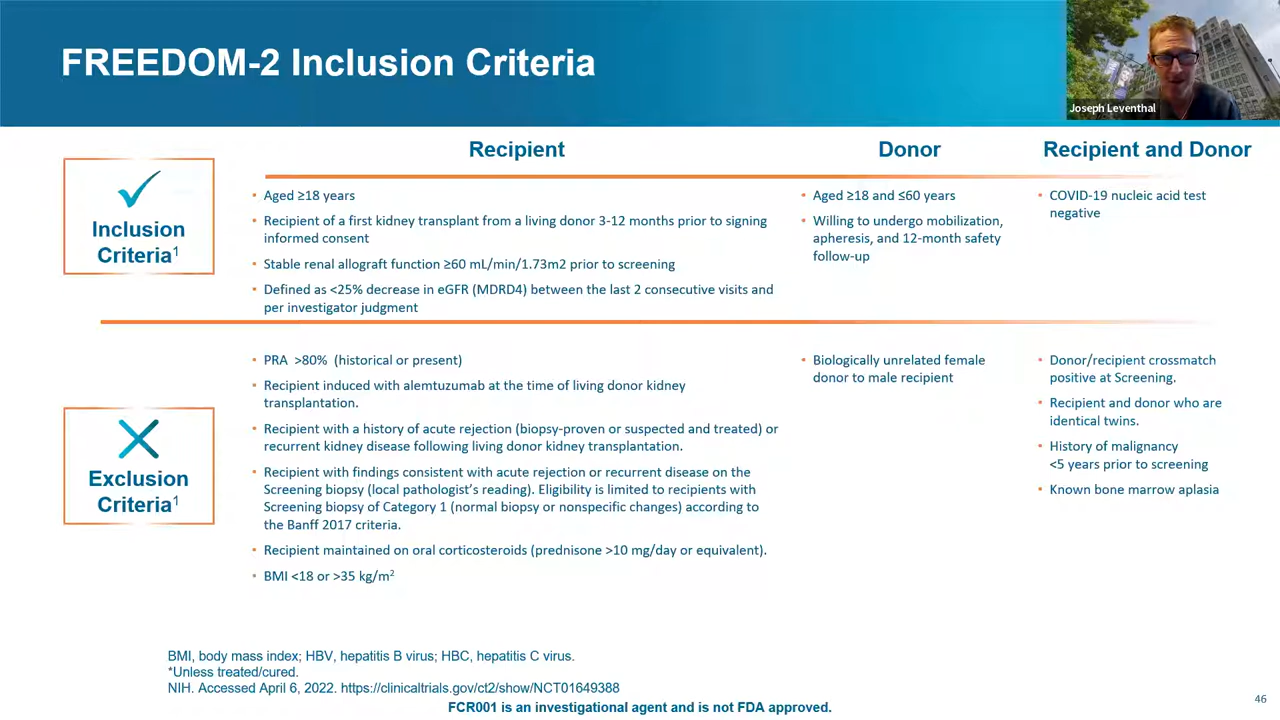 FREEDOM-2 Inclusion Criteria
Joseph Leventhal
Recipient
Donor
Recipient and Donor
Inclusion
Criteria1
• Aged ≥18 years
• Recipient of a first kidney transplant from a living donor 3-12 months prior to signing
informed consent
• Stable renal allograft function ≥60 mL/min/1.73m2 prior to screening
• Defined as <25% decrease in eGFR (MDRD4) between the last 2 consecutive visits and
per investigator judgment
• Aged ≥18 and ≤60 years
• Willing to undergo mobilization,
apheresis, and 12-month safety
follow-up
• COVID-19 nucleic acid test
negative
Exclusion
Criteria1
• PRA >80% (historical or present)
• Recipient induced with alemtuzumab at the time of living donor kidney
transplantation.
• Recipient with a history of acute rejection (biopsy-proven or suspected and treated) or
recurrent kidney disease following living donor kidney transplantation.
• Recipient with findings consistent with acute rejection or recurrent disease on the
Screening biopsy (local pathologist's reading). Eligibility is limited to recipients with
Screening biopsy of Category 1 (normal biopsy or nonspecific changes) according to
the Banff 2017 criteria.
• Recipient maintained on oral corticosteroids (prednisone >10 mg/day or equivalent).
• BMI <18 or >35 kg/m2
• Biologically unrelated female
donor to male recipient
• Donor/recipient crossmatch
positive at Screening.
• Recipient and donor who are
identical twins.
• History of malignancy
<5 years prior to screening
• Known bone marrow aplasia
BMI, body mass index; HBV, hepatitis B virus; HBC, hepatitis C virus.
*Unless treated/cured.
NIH. Accessed April 6, 2022. https://clinicaltrials.gov/ct2/show/NCT01649388
FCR001 is an investigational agent and is not FDA approved.
46